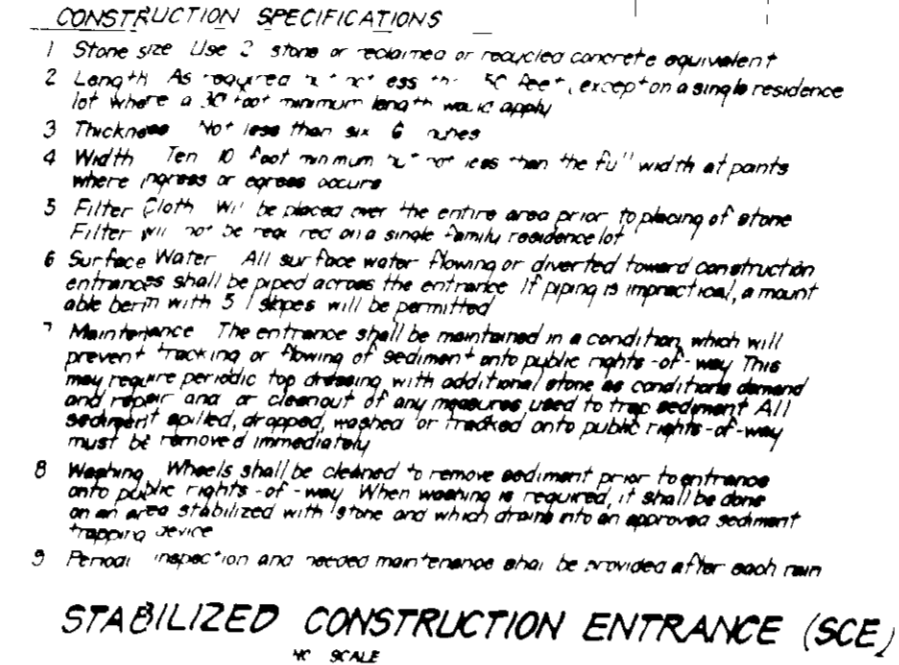 CONSTRUCTION SPECIFICATIONS
1 Stone size Use 2 stone or reclaimed or recycled concrete equivalent
2 Length As required not less than 50 feet, except on a single residence
lot where a 30 foot minimum length would apply
3 Thickness Not less than six 6 inches
4 Width Ten 10 foot minimum but not less than the full width at points
where ingress or egress occurs
5 Filter Cloth Will be placed over the entire area prior to placing of stone
Filter will not be required on a single family residence lot
6 Surface Water All surface water flowing or diverted toward construction
entrances shall be piped across the entrance If piping is impractical, a mount
able berm with 5 1 slopes will be permitted
7 Maintenance The entrance shall be maintained in a condition, which will
prevent tracking or flowing of sediment onto public rights-of-way This
may require periodic top dressing with additional stone as conditions demand
and repair and or cleanout of any measures used to trap sediment All
sediment spilled, dropped, washed or tracked onto public rights-of-way
must be removed immediately
8 Washing Wheels shall be cleaned to remove sediment prior to entrance
onto public rights-of-way When washing is required, it shall be done
on an area stabilized with stone and which drains into an approved sediment
trapping device
9 Periodic inspection and needed maintenance shall be provided after each rain
STABILIZED CONSTRUCTION ENTRANCE (SCE)
NO SCALE